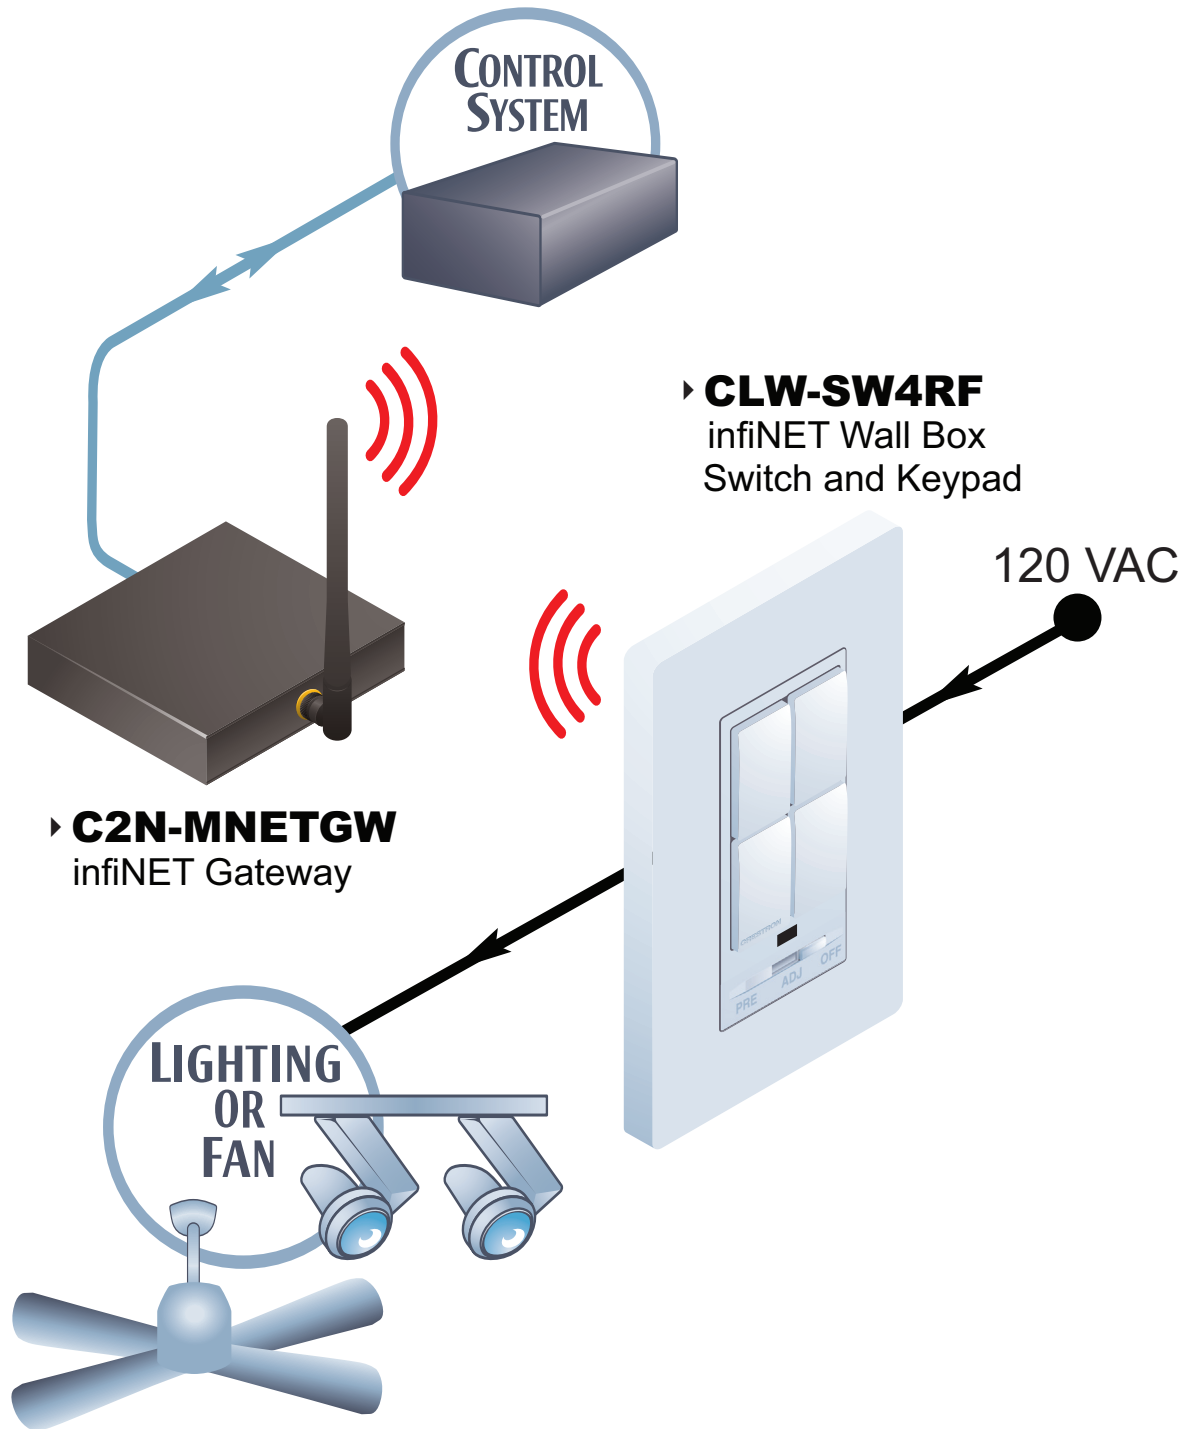 CONTROL
SYSTEM
CLW-SW4RF
infiNET Wall Box
Switch and Keypad
120 VAC
C2N-MNETGW
infiNET Gateway
CRESTRON
PRE ADJ OFF
LIGHTING
OR
FAN